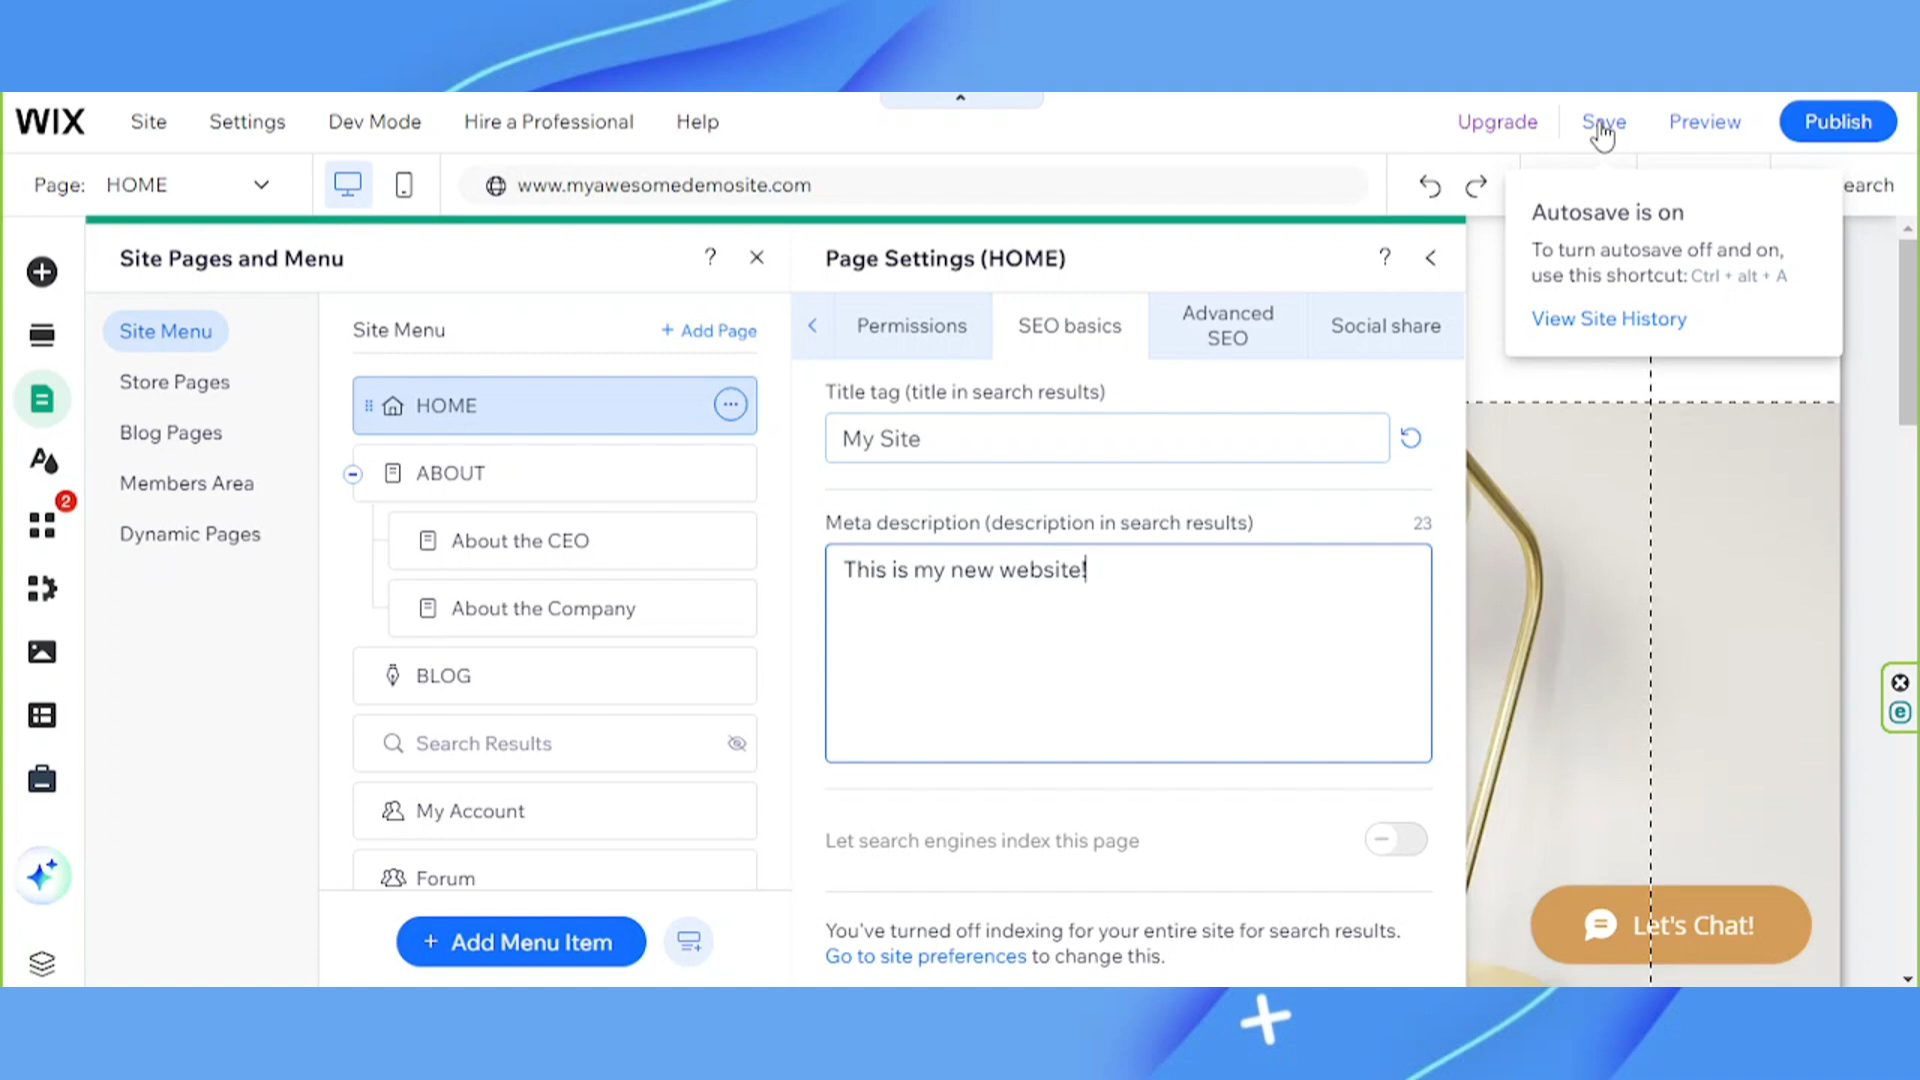 WIX
Site
Settings
Dev Mode
Hire a Professional
Help
Upgrade
Save
Preview
Publish
Page: HOME
www.myawesomedemosite.com
earch
Autosave is on
To turn autosave off and on,
use this shortcut: Ctrl + alt + A
View Site History
Site Pages and Menu
?
Site Menu
Store Pages
Blog Pages
Members Area
Dynamic Pages
Site Menu
+ Add Page
HOME
ABOUT
About the CEO
About the Company
BLOG
Search Results
My Account
Forum
+ Add Menu Item
2
Page Settings (HOME)
?
Permissions
SEO basics
Advanced
SEO
Social share
Title tag (title in search results)
My Site
Meta description (description in search results)
23
This is my new website!
Let search engines index this page
You've turned off indexing for your entire site for search results.
Go to site preferences to change this.
Let's Chat!